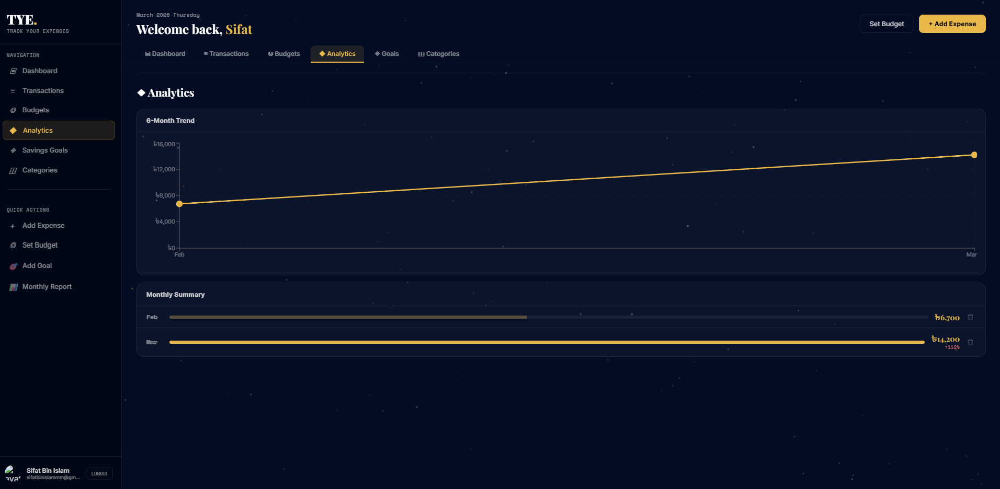 TYE.
TRACK YOUR EXPENSES
NAVIGATION
Dashboard
Transactions
Budgets
Analytics
Savings Goals
Categories
QUICK ACTIONS
+ Add Expense
Set Budget
Add Goal
Monthly Report
Sifat Bin Islam
sifatbinislammm@gm...
LOGOUT
March 2026 Thursday
Welcome back, Sifat
Set Budget
+ Add Expense
Dashboard
Transactions
Budgets
Analytics
Goals
Categories
Analytics
6-Month Trend
৳16,000
৳12,000
৳8,000
৳4,000
৳0
Feb
Mar
Monthly Summary
Feb
৳6,700
Mar
৳14,200
↑112%